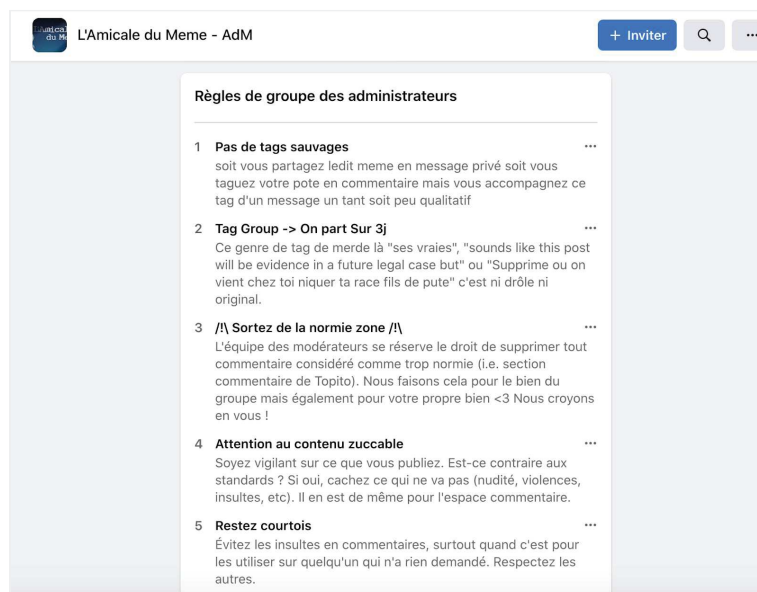 L'Amicale du Meme - AdM
+ Inviter
Règles de groupe des administrateurs
1 Pas de tags sauvages
soit vous partagez ledit meme en message privé soit vous
taguez votre pote en commentaire mais vous accompagnez ce
tag d'un message un tant soit peu qualitatif
2 Tag Group -> On part Sur 3j
Ce genre de tag de merde là "ses vraies", "sounds like this post
will be evidence in a future legal case but" ou "Supprime ou on
vient chez toi niquer ta race fils de pute" c'est ni drôle ni
original.
3 /!\ Sortez de la normie zone /!\
L'équipe des modérateurs se réserve le droit de supprimer tout
commentaire considéré comme trop normie (i.e. section
commentaire de Topito). Nous faisons cela pour le bien du
groupe mais également pour votre propre bien <3 Nous croyons
en vous !
4 Attention au contenu zuccable
Soyez vigilant sur ce que vous publiez. Est-ce contraire aux
standards ? Si oui, cachez ce qui ne va pas (nudité, violences,
insultes, etc). Il en est de même pour l'espace commentaire.
5 Restez courtois
Évitez les insultes en commentaires, surtout quand c'est pour
les utiliser sur quelqu'un qui n'a rien demandé. Respectez les
autres.